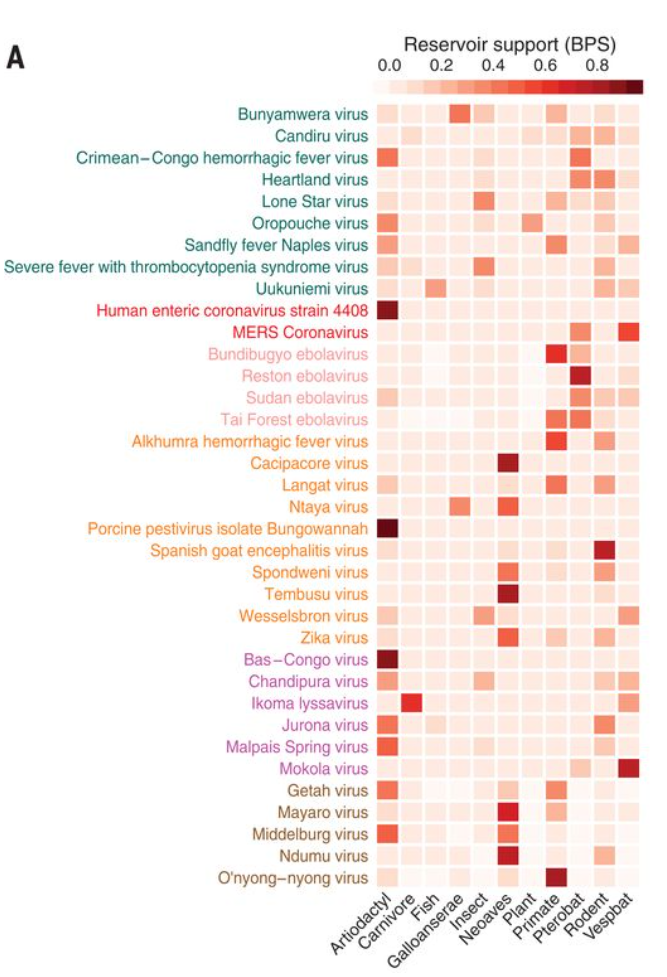 A
Reservoir support (BPS)
0.0 0.2 0.4 0.6 0.8
Bunyamwera virus
Candiru virus
Crimean−Congo hemorrhagic fever virus
Heartland virus
Lone Star virus
Oropouche virus
Sandfly fever Naples virus
Severe fever with thrombocytopenia syndrome virus
Uukuniemi virus
Human enteric coronavirus strain 4408
MERS Coronavirus
Bundibugyo ebolavirus
Reston ebolavirus
Sudan ebolavirus
Tai Forest ebolavirus
Alkhumra hemorrhagic fever virus
Cacipacore virus
Langat virus
Ntaya virus
Porcine pestivirus isolate Bungowannah
Spanish goat encephalitis virus
Spondweni virus
Tembusu virus
Wesselsbron virus
Zika virus
Bas−Congo virus
Chandipura virus
Ikoma lyssavirus
Jurona virus
Malpais Spring virus
Mokola virus
Getah virus
Mayaro virus
Middelburg virus
Ndumu virus
O'nyong−nyong virus
Artiodactyl
Carnivore
Fish
Galloanserae
Insect
Neoaves
Plant
Primate
Pterobat
Rodent
Vespbat